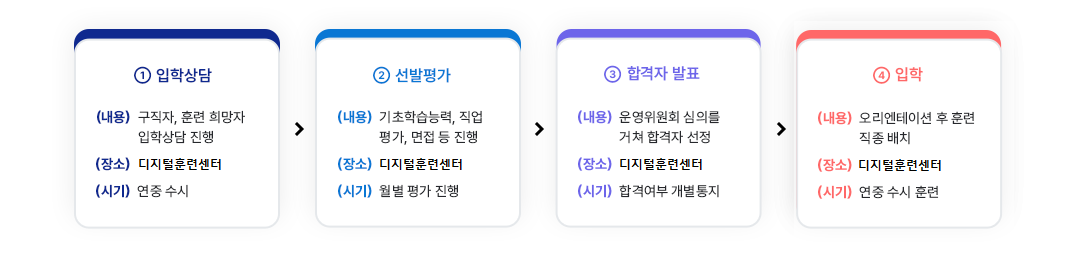 ① 입학상담
(내용) 구직자, 훈련 희망자
입학상담 진행
(장소) 디지털훈련센터
(시기) 연중 수시
② 선발평가
(내용) 기초학습능력, 직업
평가, 면접 등 진행
(장소) 디지털훈련센터
(시기) 월별 평가 진행
③ 합격자 발표
(내용) 운영위원회 심의를
거쳐 합격자 선정
(장소) 디지털훈련센터
(시기) 합격여부 개별통지
④ 입학
(내용) 오리엔테이션 후 훈련
직종 배치
(장소) 디지털훈련센터
(시기) 연중 수시 훈련